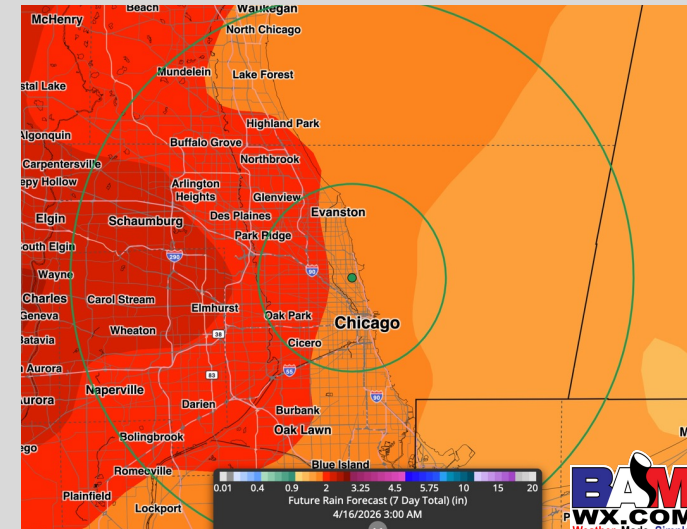 Beach
Waukegan
McHenry
North Chicago
Mundelein
Lake Forest
stal Lake
Highland Park
Algonquin
Buffalo Grove
Carpentersville
Northbrook
epy Hollow
Arlington
Heights
Glenview
Evanston
Elgin
Schaumburg
Des Plaines
Park Ridge
outh Elgin
290
90
Wayne
Charles
Carol Stream
Elmhurst
Geneva
Oak Park
Chicago
Batavia
Wheaton
38
Cicero
n Aurora
55
83
Aurora
Naperville
90
Darien
Burbank
Oak Lawn
Bolingbrook
ego
Blue Island
Romeoville
Plainfield
Lockport
0.01 0.4 0.9 2 3.25 4.5 5.75 10 15 20
Future Rain Forecast (7 Day Total) (in)
4/16/2026 3:00 AM
M
P
BAM
WX.COM